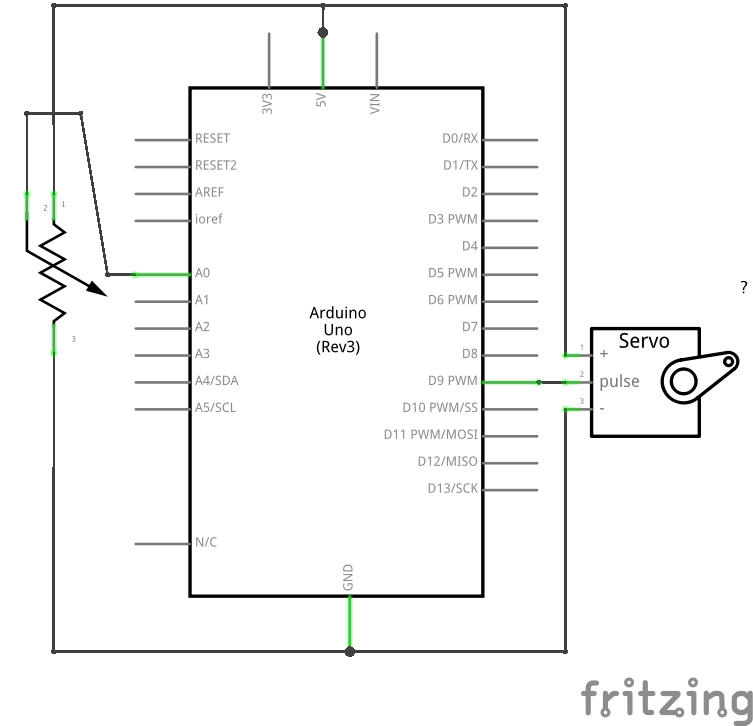 3V3
5V
VIN
RESET
D0/RX
RESET2
D1/TX
AREF
D2
2
1
ioref
D3 PWM
D4
A0
D5 PWM
?
A1
D6 PWM
Arduino
Uno
(Rev3)
A2
D7
Servo
A3
D8
1
+
3
A4/SDA
D9 PWM
2
pulse
A5/SCL
D10 PWM/SS
3
-
D11 PWM/MOSI
D12/MISO
D13/SCK
N/C
GND
fritzing